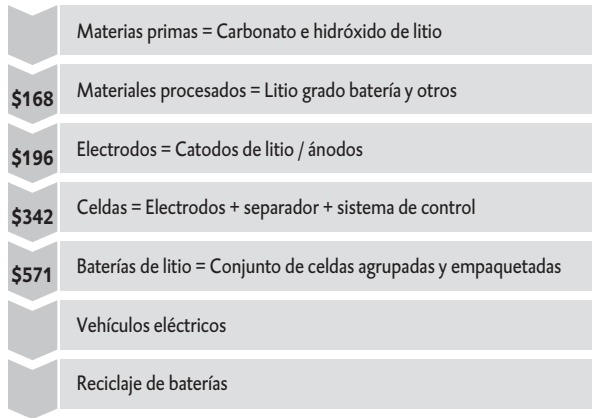 Materias primas = Carbonato e hidróxido de litio
$168 Materiales procesados = Litio grado batería y otros
$196 Electrodos = Catodos de litio / ánodos
$342 Celdas = Electrodos + separador + sistema de control
$571 Baterías de litio = Conjunto de celdas agrupadas y empaquetadas
Vehículos eléctricos
Reciclaje de baterías